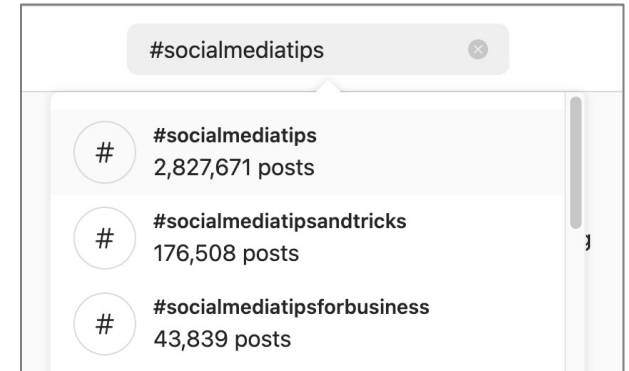 #socialmediatips
#
#socialmediatips
2,827,671 posts
#
#socialmediatipsandtricks
176,508 posts
#
#socialmediatipsforbusiness
43,839 posts